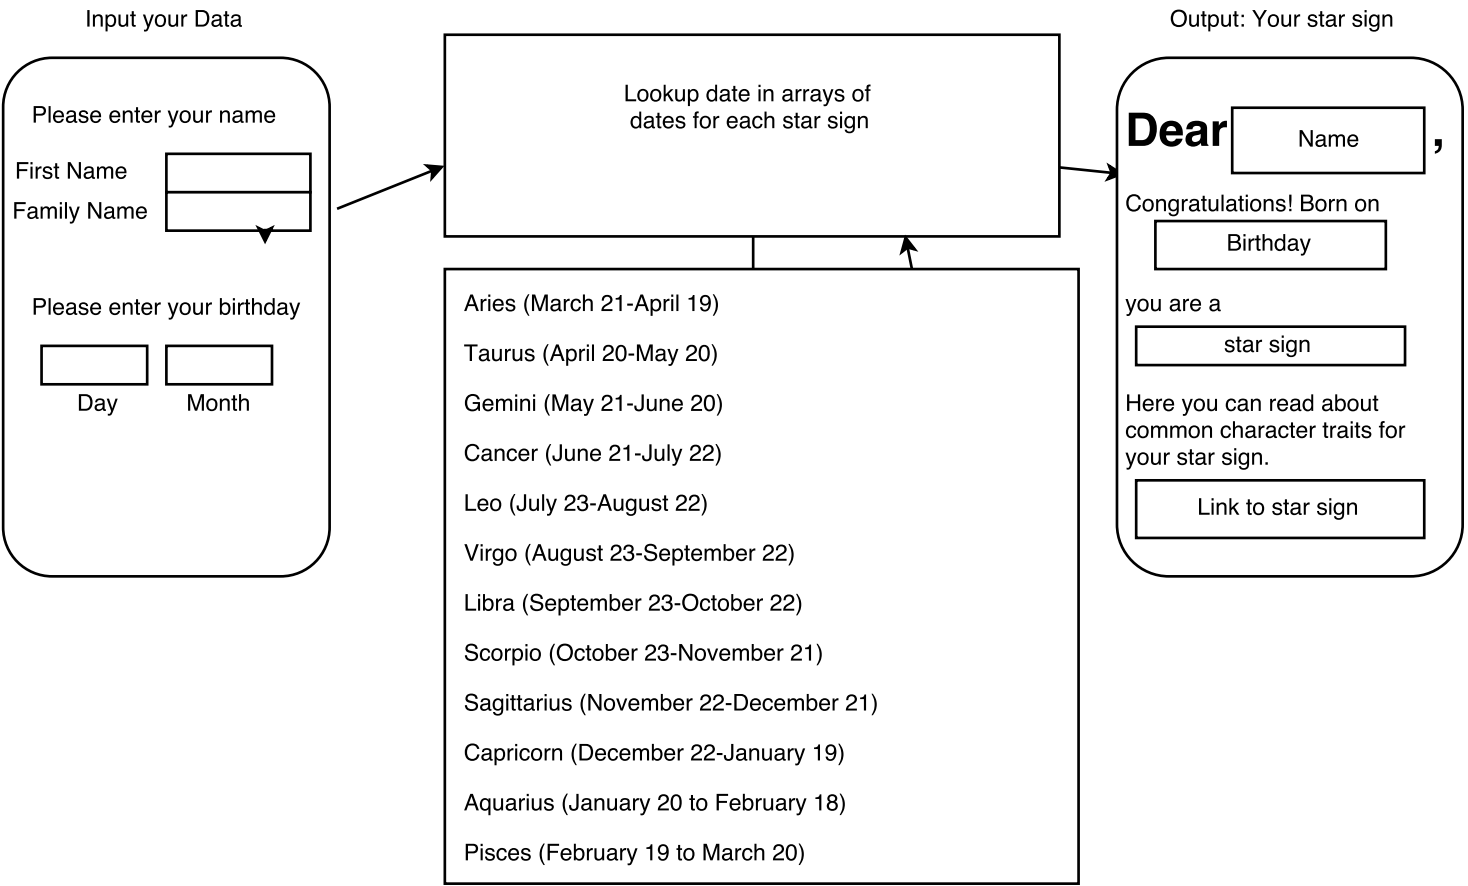 Input your Data
Please enter your name
First Name
Family Name
Please enter your birthday
Day Month
Lookup date in arrays of
dates for each star sign
Aries (March 21-April 19)
Taurus (April 20-May 20)
Gemini (May 21-June 20)
Cancer (June 21-July 22)
Leo (July 23-August 22)
Virgo (August 23-September 22)
Libra (September 23-October 22)
Scorpio (October 23-November 21)
Sagittarius (November 22-December 21)
Capricorn (December 22-January 19)
Aquarius (January 20 to February 18)
Pisces (February 19 to March 20)
Output: Your star sign
Dear Name ,
Congratulations! Born on
Birthday
you are a
star sign
Here you can read about
common character traits for
your star sign.
Link to star sign